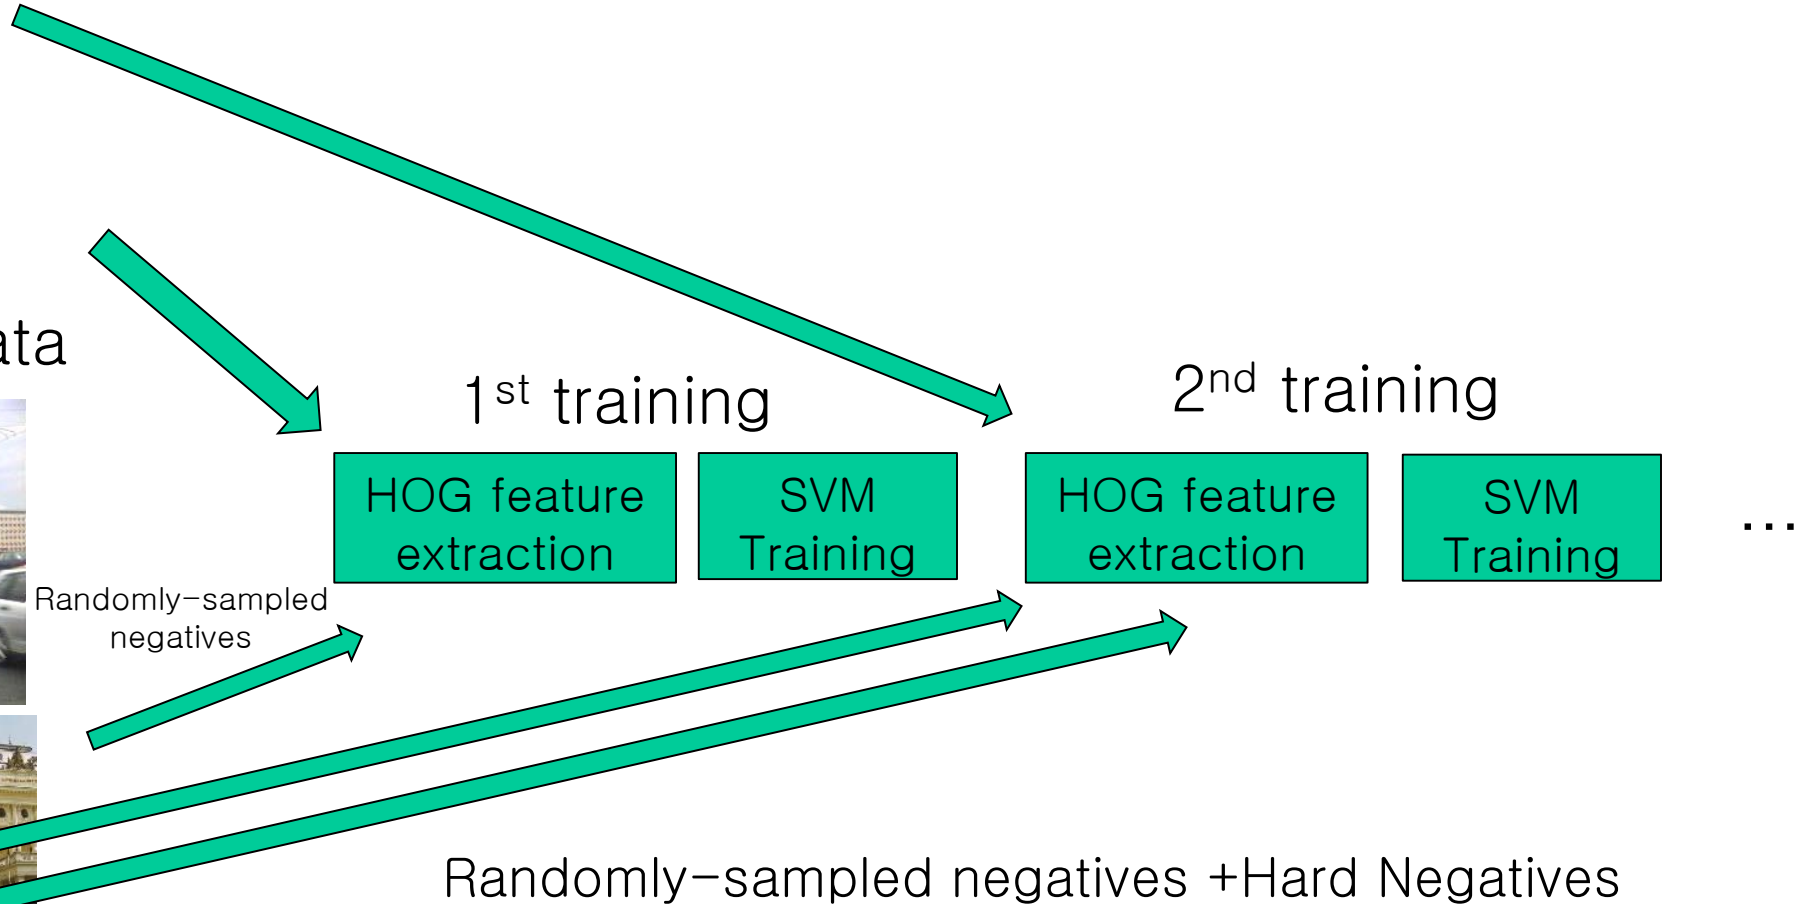 1st training
2nd training
HOG feature
extraction
SVM
Training
HOG feature
extraction
SVM
Training
...
Randomly-sampled
negatives
Randomly-sampled negatives +Hard Negatives